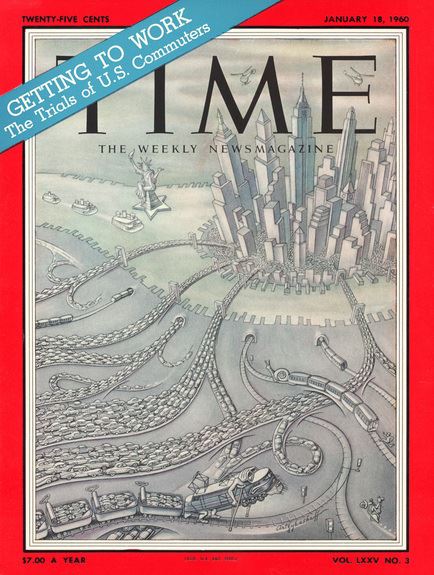 TWENTY-FIVE CENTS
JANUARY 18, 1960
GETTING TO WORK
The Trials of U.S. Commuters
TIME
THE WEEKLY NEWSMAGAZINE
Artzybasheff
$7.00 A YEAR
VOL. LXXV NO. 3